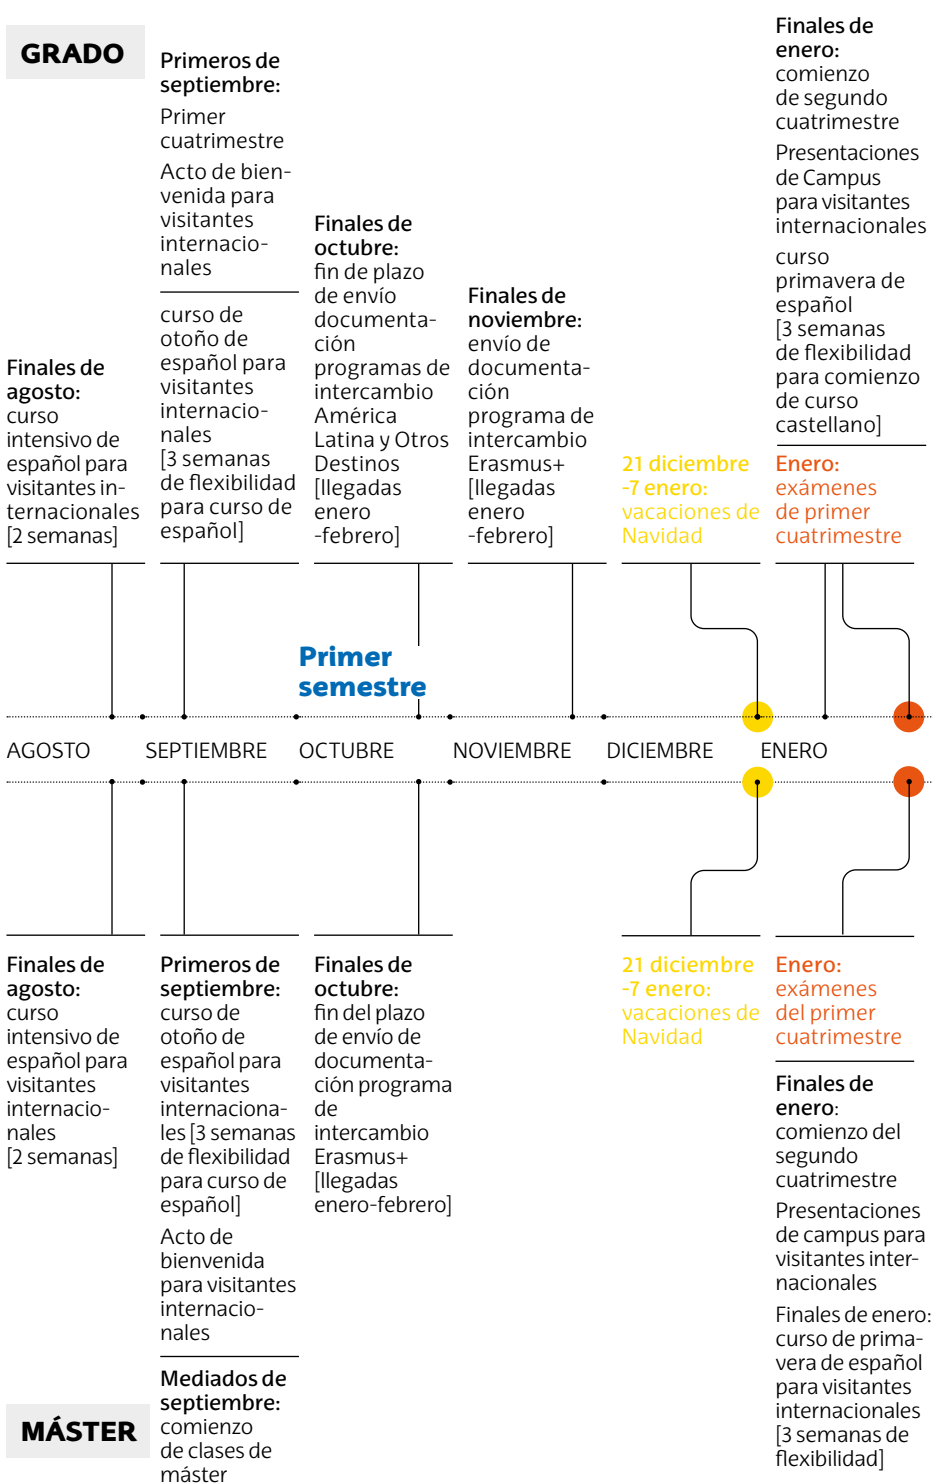 GRADO
Finales de
agosto:
curso
intensivo de
español para
visitantes in-
ternacionales
[2 semanas]
Primeros de
septiembre:
Primer
cuatrimestre
Acto de bien-
venida para
visitantes
internacio-
nales
curso de
otoño de
español para
visitantes
internacio-
nales
[3 semanas
de flexibilidad
para curso de
español]
Finales de
octubre:
fin de plazo
de envío
documenta-
ción
programas de
intercambio
América
Latina y Otros
Destinos
[llegadas
enero
-febrero]
Finales de
noviembre:
envío de
documenta-
ción
programa de
intercambio
Erasmus+
[llegadas
enero
-febrero]
21 diciembre
-7 enero:
vacaciones de
Navidad
Finales de
enero:
comienzo
de segundo
cuatrimestre
Presentaciones
de Campus
para visitantes
internacionales
curso
primavera de
español
[3 semanas
de flexibilidad
para comienzo
de curso
castellano]
Enero:
exámenes
de primer
cuatrimestre
Primer
semestre
AGOSTO SEPTIEMBRE OCTUBRE NOVIEMBRE DICIEMBRE ENERO
Finales de
agosto:
curso
intensivo de
español para
visitantes
internacio-
nales
[2 semanas]
Primeros de
septiembre:
curso de
otoño de
español para
visitantes
internaciona-
les [3 semanas
de flexibilidad
para curso de
español]
Acto de
bienvenida
para visitantes
internacio-
nales
Mediados de
septiembre:
comienzo
de clases de
máster
Finales de
octubre:
fin del plazo
de envío de
documenta-
ción programa
de
intercambio
Erasmus+
[llegadas
enero-febrero]
21 diciembre
-7 enero:
vacaciones de
Navidad
Enero:
exámenes
del primer
cuatrimestre
Finales de
enero:
comienzo del
segundo
cuatrimestre
Presentaciones
de campus para
visitantes inter-
nacionales
Finales de enero:
curso de prima-
vera de español
para visitantes
internacionales
[3 semanas de
flexibilidad]
MÁSTER